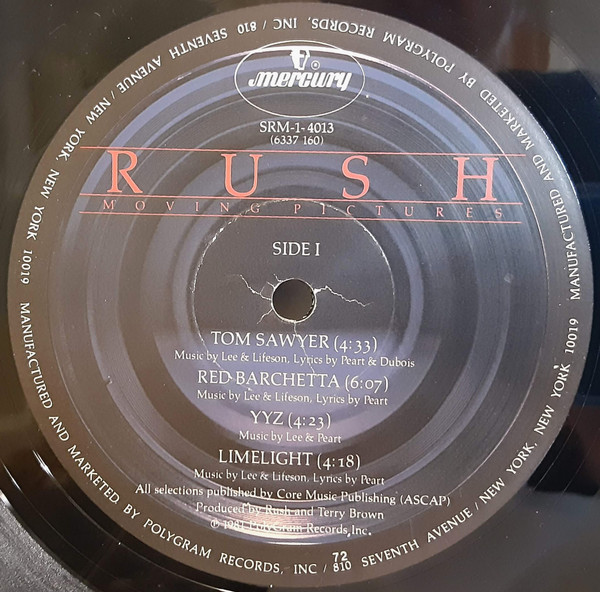 mercury
®
SRM-1-4013
(6337 160)
RUSH
MOVING PICTURES
SIDE I
TOM SAWYER (4:33)
Music by Lee & Lifeson, Lyrics by Peart & Dubois
RED BARCHETTA (6:07)
Music by Lee & Lifeson, Lyrics by Peart
YYZ (4:23)
Music by Lee & Peart
LIMELIGHT (4:18)
Music by Lee & Lifeson, Lyrics by Peart
All selections published by Core Music Publishing (ASCAP)
Produced by Rush and Terry Brown
℗ 1981 PolyGram Records, Inc.
72
MANUFACTURED AND MARKETED BY POLYGRAM RECORDS, INC / 810 SEVENTH AVENUE / NEW YORK, NEW YORK 10019
MANUFACTURED AND MARKETED BY POLYGRAM RECORDS, INC / 810 SEVENTH AVENUE / NEW YORK, NEW YORK 10019